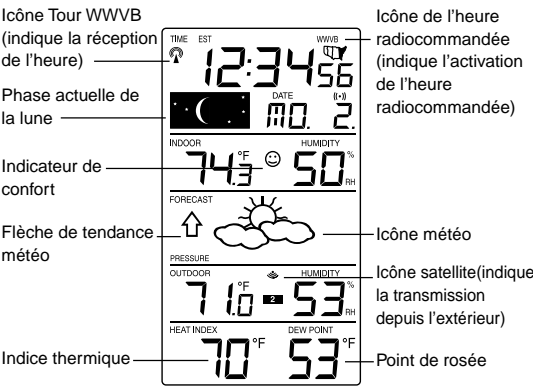 Icône Tour WWVB
(indique la réception
de l'heure)
Phase actuelle de
la lune
Indicateur de
confort
Flèche de tendance
météo
Indice thermique
TIME EST WWVB
12:34 56
DATE
MO. 2.
INDOOR HUMIDITY
74.3 °F 50 % RH
FORECAST
PRESSURE
OUTDOOR HUMIDITY
71.0 °F 2 53 % RH
HEAT INDEX DEW POINT
70 °F 53 °F
Icône de l'heure
radiocommandée
(indique l'activation
de l'heure
radiocommandée)
Icône météo
Icône satellite(indique
la transmission
depuis l'extérieur)
Point de rosée